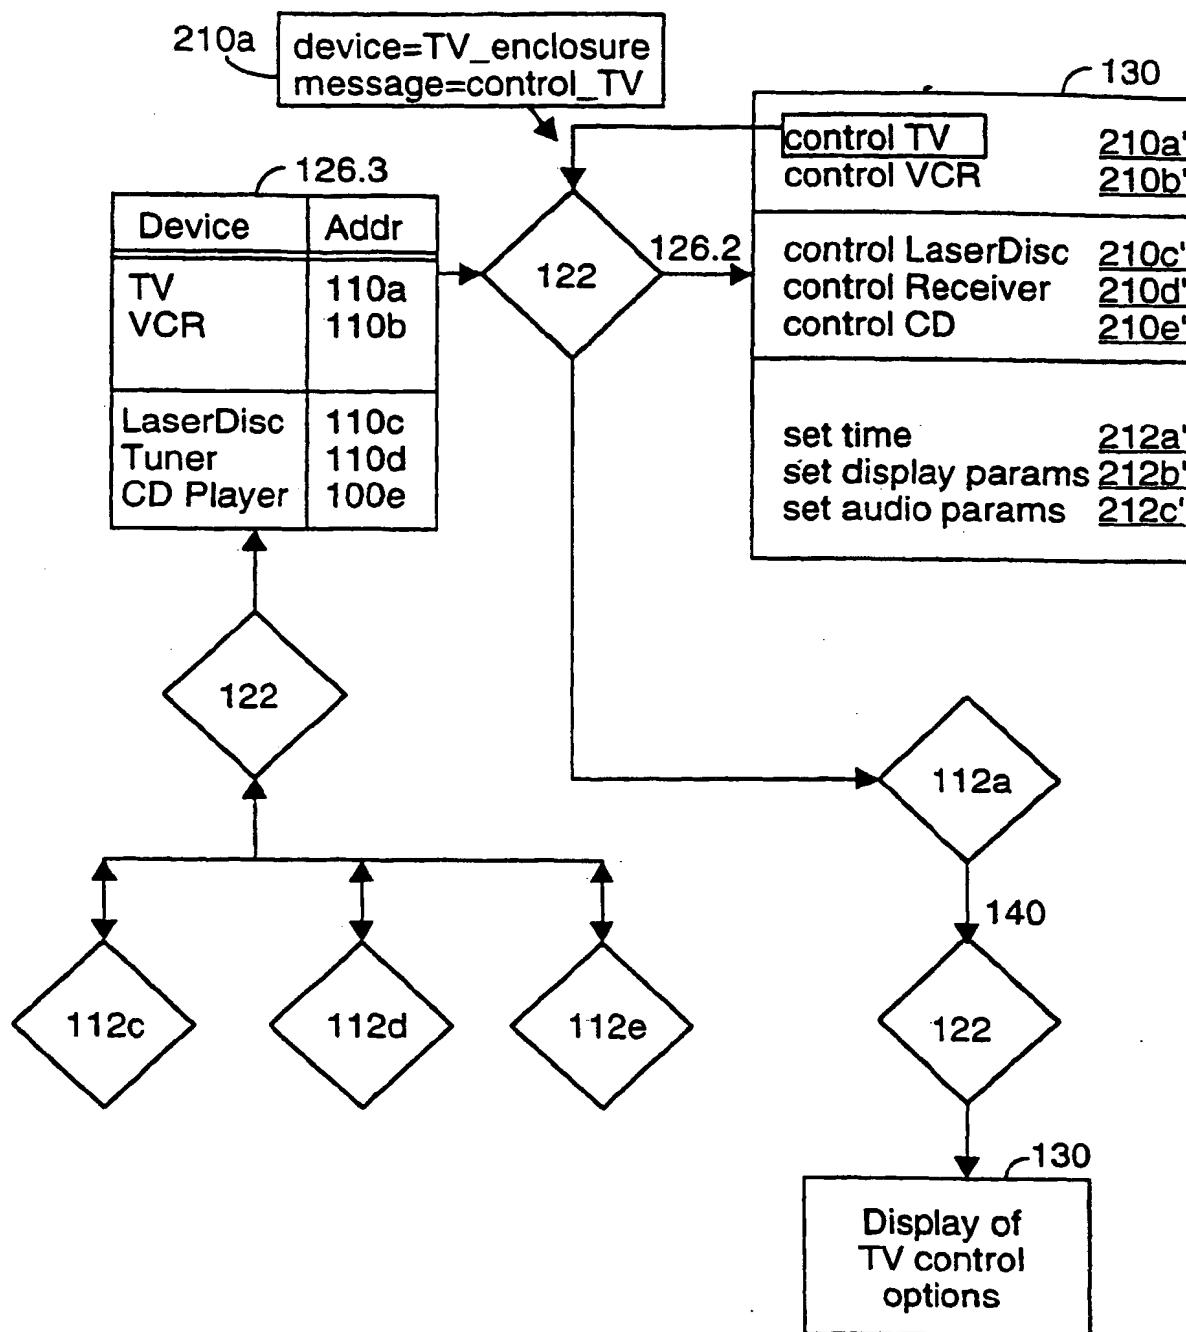 210a
device=TV_enclosure
message=control_TV
130
control TV 210a'
control VCR 210b'
control LaserDisc 210c'
control Receiver 210d'
control CD 210e'
set time 212a'
set display params 212b'
set audio params 212c'
126.3
Device Addr
TV 110a
VCR 110b
LaserDisc 110c
Tuner 110d
CD Player 100e
122
126.2
122
112a
140
112c
112d
112e
122
130
Display of
TV control
options